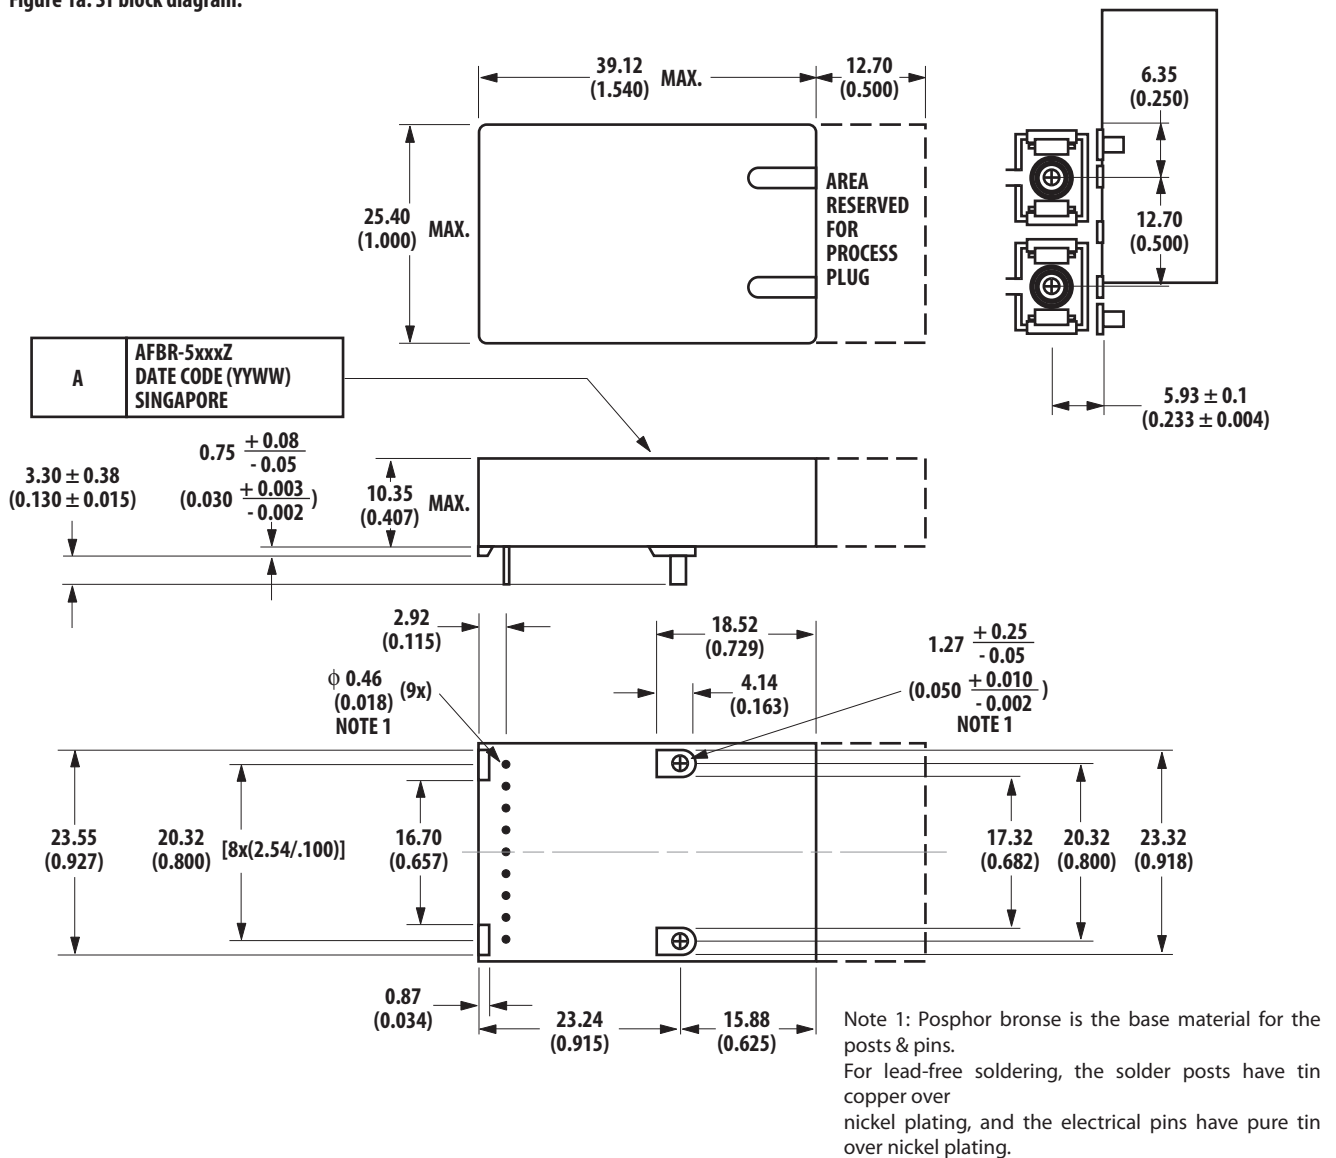 Figure 1a. ST block diagram.
39.12
(1.540) MAX.
12.70
(0.500)
6.35
(0.250)
25.40
(1.000) MAX.
AREA
RESERVED
FOR
PROCESS
PLUG
12.70
(0.500)
A
AFBR-5xxxZ
DATE CODE (YYWW)
SINGAPORE
5.93 ± 0.1
(0.233 ± 0.004)
3.30 ± 0.38
(0.130 ± 0.015)
0.75 + 0.08
- 0.05
(0.030 + 0.003
- 0.002 )
10.35
(0.407) MAX.
2.92
(0.115)
18.52
(0.729)
1.27 + 0.25
- 0.05
(0.050 + 0.010
- 0.002 )
NOTE 1
ϕ 0.46
(0.018) (9x)
NOTE 1
4.14
(0.163)
23.55
(0.927)
20.32
(0.800) [8x(2.54/.100)]
16.70
(0.657)
17.32
(0.682)
20.32
(0.800)
23.32
(0.918)
0.87
(0.034)
23.24
(0.915)
15.88
(0.625)
Note 1: Posphor bronse is the base material for the
posts & pins.
For lead-free soldering, the solder posts have tin
copper over
nickel plating, and the electrical pins have pure tin
over nickel plating.